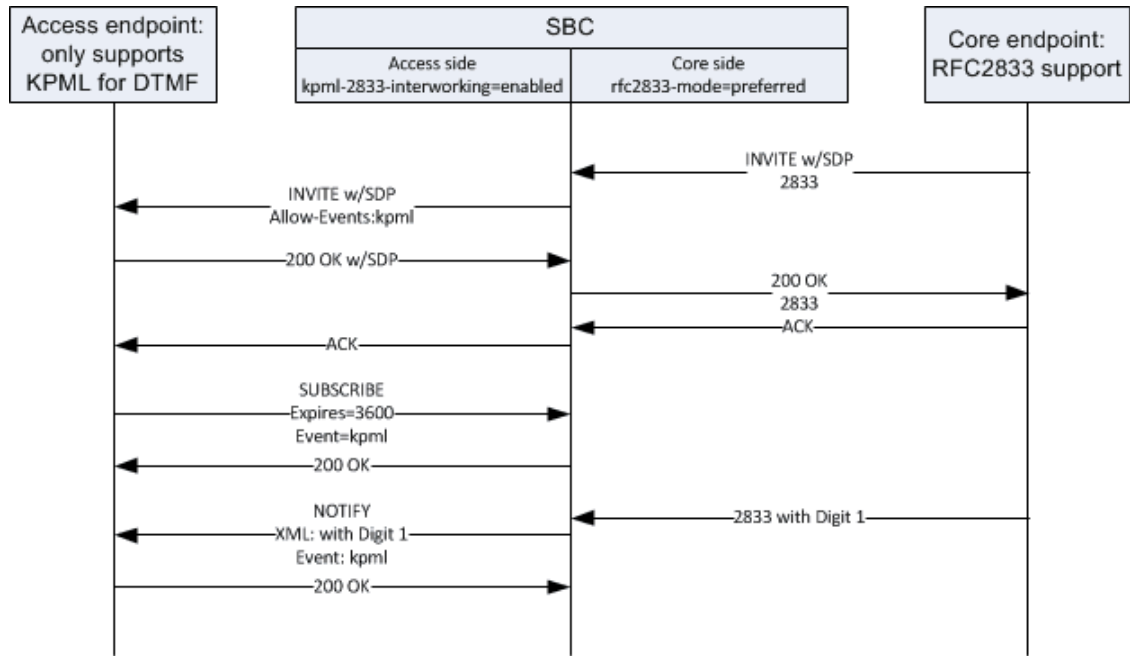 Access endpoint:
only supports
KPML for DTMF
SBC
Access side
kpml-2833-interworking=enabled
Core side
rfc2833-mode=preferred
Core endpoint:
RFC2833 support
INVITE w/SDP
2833
INVITE w/SDP
Allow-Events:kpml
200 OK w/SDP
200 OK
2833
ACK
ACK
SUBSCRIBE
Expires=3600
Event=kpml
200 OK
2833 with Digit 1
NOTIFY
XML: with Digit 1
Event: kpml
200 OK